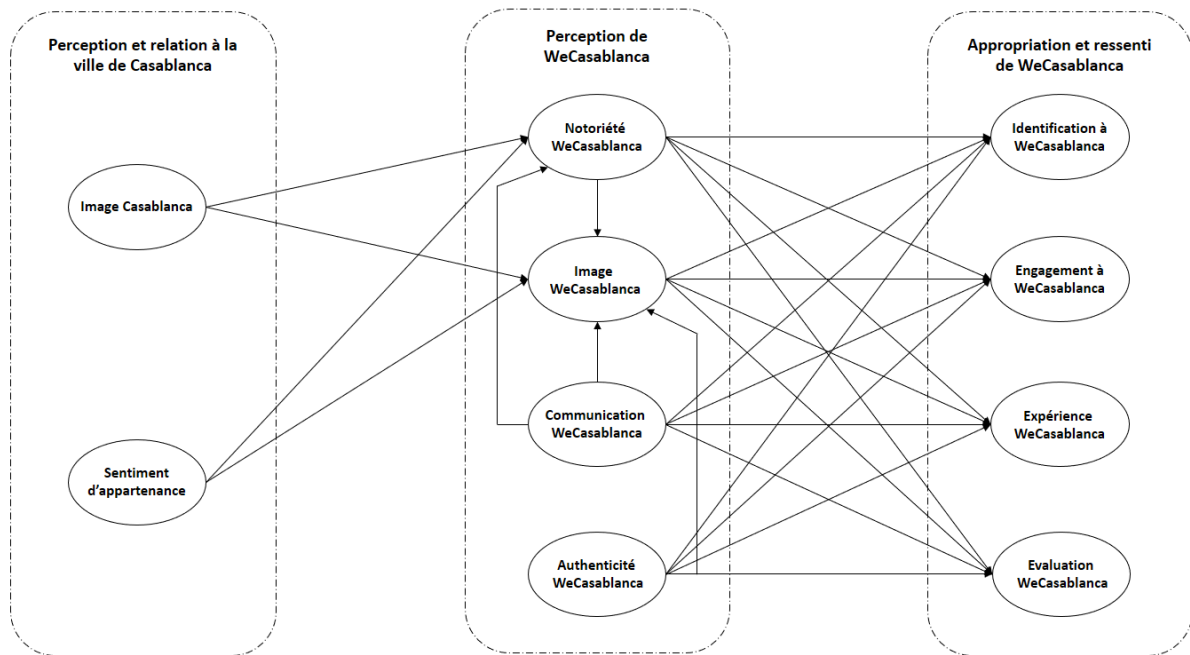 Perception et relation à la
ville de Casablanca
Image Casablanca
Sentiment
d'appartenance
Perception de
WeCasablanca
Notoriété
WeCasablanca
Image
WeCasablanca
Communication
WeCasablanca
Authenticité
WeCasablanca
Appropriation et ressenti
de WeCasablanca
Identification à
WeCasablanca
Engagement à
WeCasablanca
Expérience
WeCasablanca
Evaluation
WeCasablanca